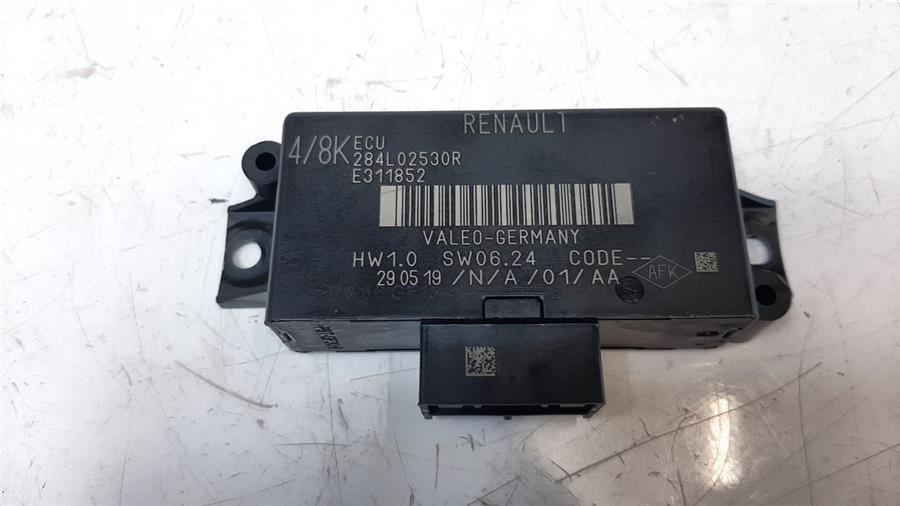 RENAULT
4/8K ECU
284L02530R
E311852
VALEO-GERMANY
HW1.0 SW06.24 CODE--
290519 /N/A/01/AA
S
AFK